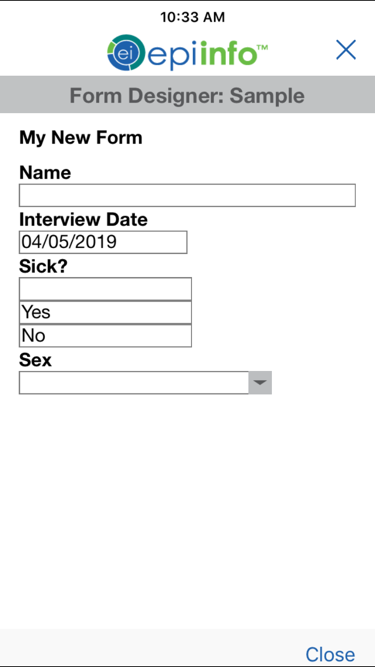 10:33 AM
ei epiinfo™
Form Designer: Sample
My New Form
Name
Interview Date
04/05/2019
Sick?
Yes
No
Sex
Close